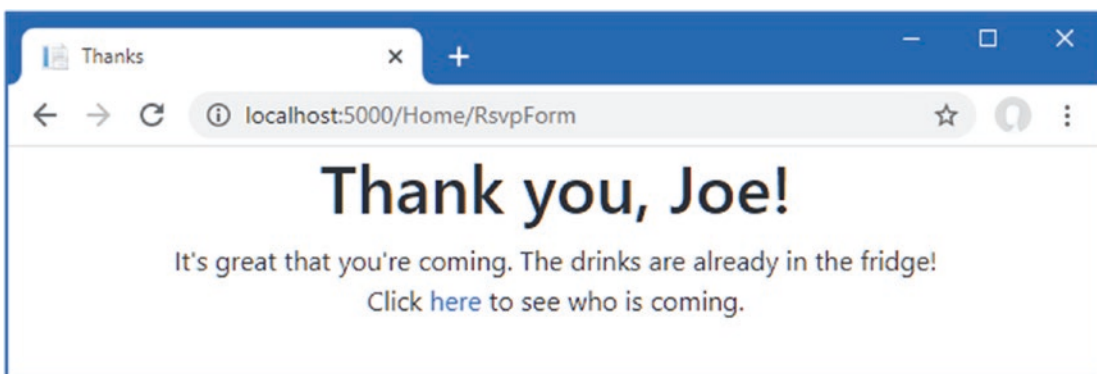 Thanks
localhost:5000/Home/RsvpForm
Thank you, Joe!
It's great that you're coming. The drinks are already in the fridge!
Click here to see who is coming.